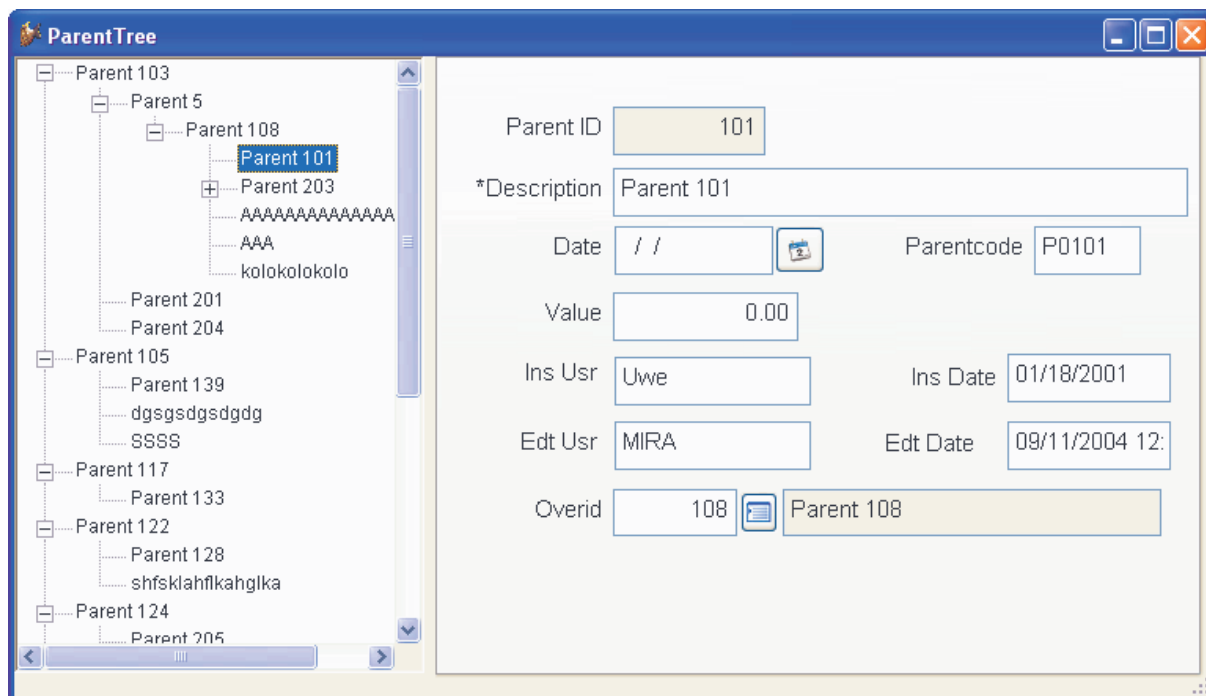 ParentTree
Parent 103
Parent 5
Parent 108
Parent 101
Parent 203
AAAAAAAAAAAAAA
AAA
kolokolokolo
Parent 201
Parent 204
Parent 105
Parent 139
dgsgsdgsdgdg
SSSS
Parent 117
Parent 133
Parent 122
Parent 128
shfsklahflkahglka
Parent 124
Parent 205
Parent ID 101
*Description Parent 101
Date / / 2 Parentcode P0101
Value 0.00
Ins Usr Uwe Ins Date 01/18/2001
Edt Usr MIRA Edt Date 09/11/2004 12:
Overid 108 Parent 108